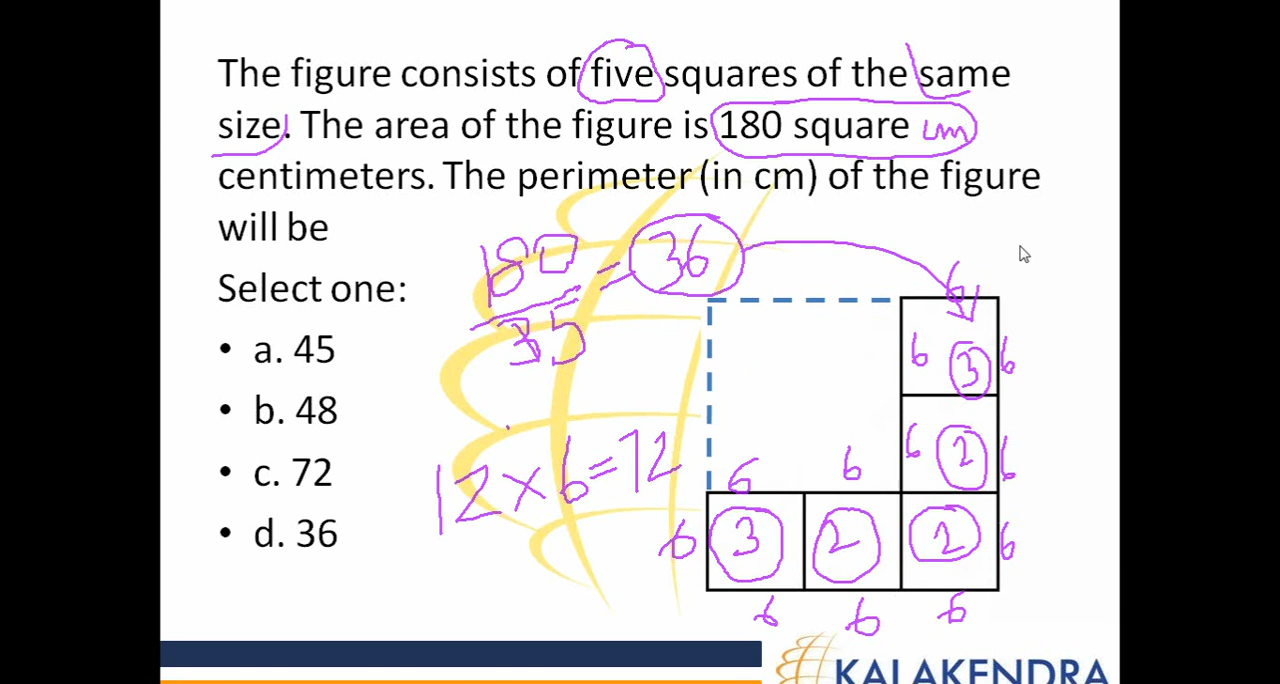 The figure consists of five squares of the same
size. The area of the figure is 180 square cm
centimeters. The perimeter (in cm) of the figure
will be
180
36
=
35
Select one:
6
• a. 45
6 3 6
• b. 48
6 2 6
12 × 6 = 72
6 6
• c. 72
• d. 36
6 3 2 2 6
6 6 6
KALAKENDRA